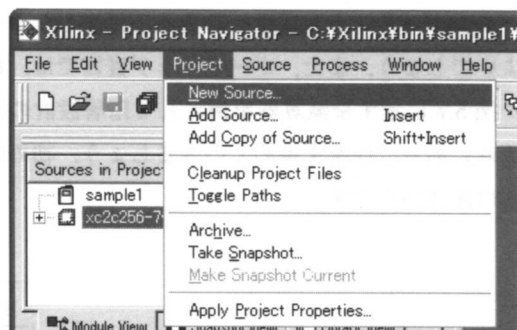 Xilinx - Project Navigator - C:¥Xilinx¥bin¥sample1¥
File Edit View Project Source Process Window Help
New Source...
Add Source... Insert
Add Copy of Source... Shift+Insert
Sources in Projec
Cleanup Project Files
sample1
Toggle Paths
xc2c256-7
Archive...
Take Snapshot...
Make Snapshot Current
Apply Project Properties...
Module View